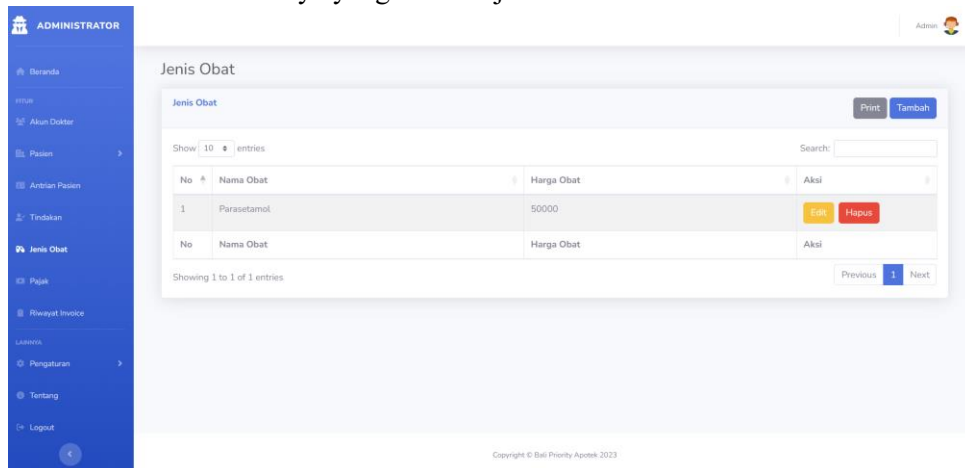 ADMINISTRATOR
Admin
Beranda
FITUR
Akun Dokter
Pasien
Antrian Pasien
Tindakan
Jenis Obat
Pajak
Riwayat Invoice
LAINNYA
Pengaturan
Tentang
Logout
Jenis Obat
Jenis Obat
Print Tambah
Show 10 entries Search:
No Nama Obat Harga Obat Aksi
1 Parasetamol 50000 Edit Hapus
No Nama Obat Harga Obat Aksi
Showing 1 to 1 of 1 entries Previous 1 Next
Copyright © Bali Priority Apotek 2023